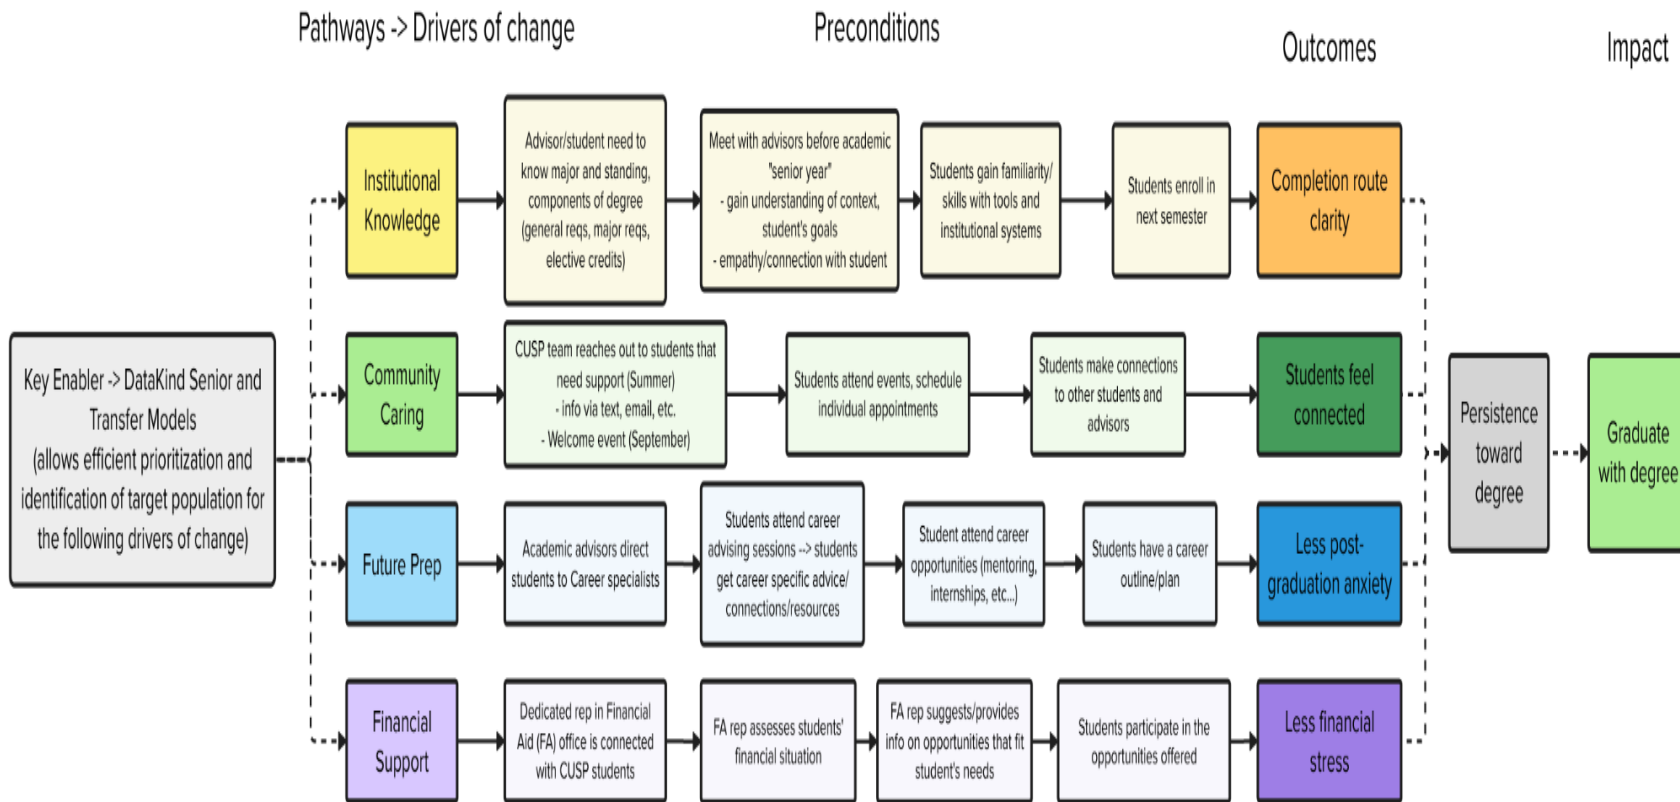 Pathways -> Drivers of change
Preconditions
Outcomes
Impact
Key Enabler -> DataKind Senior and
Transfer Models
(allows efficient prioritization and
identification of target population for
the following drivers of change)
Institutional
Knowledge
Advisor/student need to
know major and standing,
components of degree
(general reqs, major reqs,
elective credits)
Meet with advisors before academic
"senior year"
- gain understanding of context,
student's goals
- empathy/connection with student
Students gain familiarity/
skills with tools and
institutional systems
Students enroll in
next semester
Completion route
clarity
Community
Caring
CUSP team reaches out to students that
need support (Summer)
- info via text, email, etc.
- Welcome event (September)
Students attend events, schedule
individual appointments
Students make connections
to other students and
advisors
Students feel
connected
Future Prep
Academic advisors direct
students to Career specialists
Students attend career
advising sessions --> students
get career specific advice/
connections/resources
Student attend career
opportunities (mentoring,
internships, etc...)
Students have a career
outline/plan
Less post-
graduation anxiety
Financial
Support
Dedicated rep in Financial
Aid (FA) office is connected
with CUSP students
FA rep assesses students'
financial situation
FA rep suggests/provides
info on opportunities that fit
student's needs
Students participate in the
opportunities offered
Less financial
stress
Persistence
toward
degree
Graduate
with degree